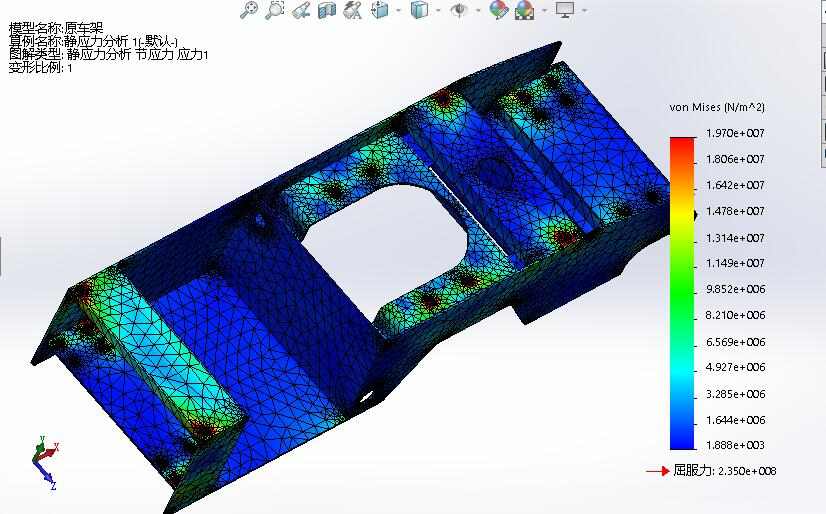 模型名称:原车架
算例名称:静应力分析 1(-默认-)
图解类型: 静应力分析 节应力 应力1
变形比例: 1
von Mises (N/m^2)
1.970e+007
1.806e+007
1.642e+007
1.478e+007
1.314e+007
1.149e+007
9.852e+006
8.210e+006
6.569e+006
4.927e+006
3.285e+006
1.644e+006
1.888e+003
屈服力: 2.350e+008
Y
X
Z